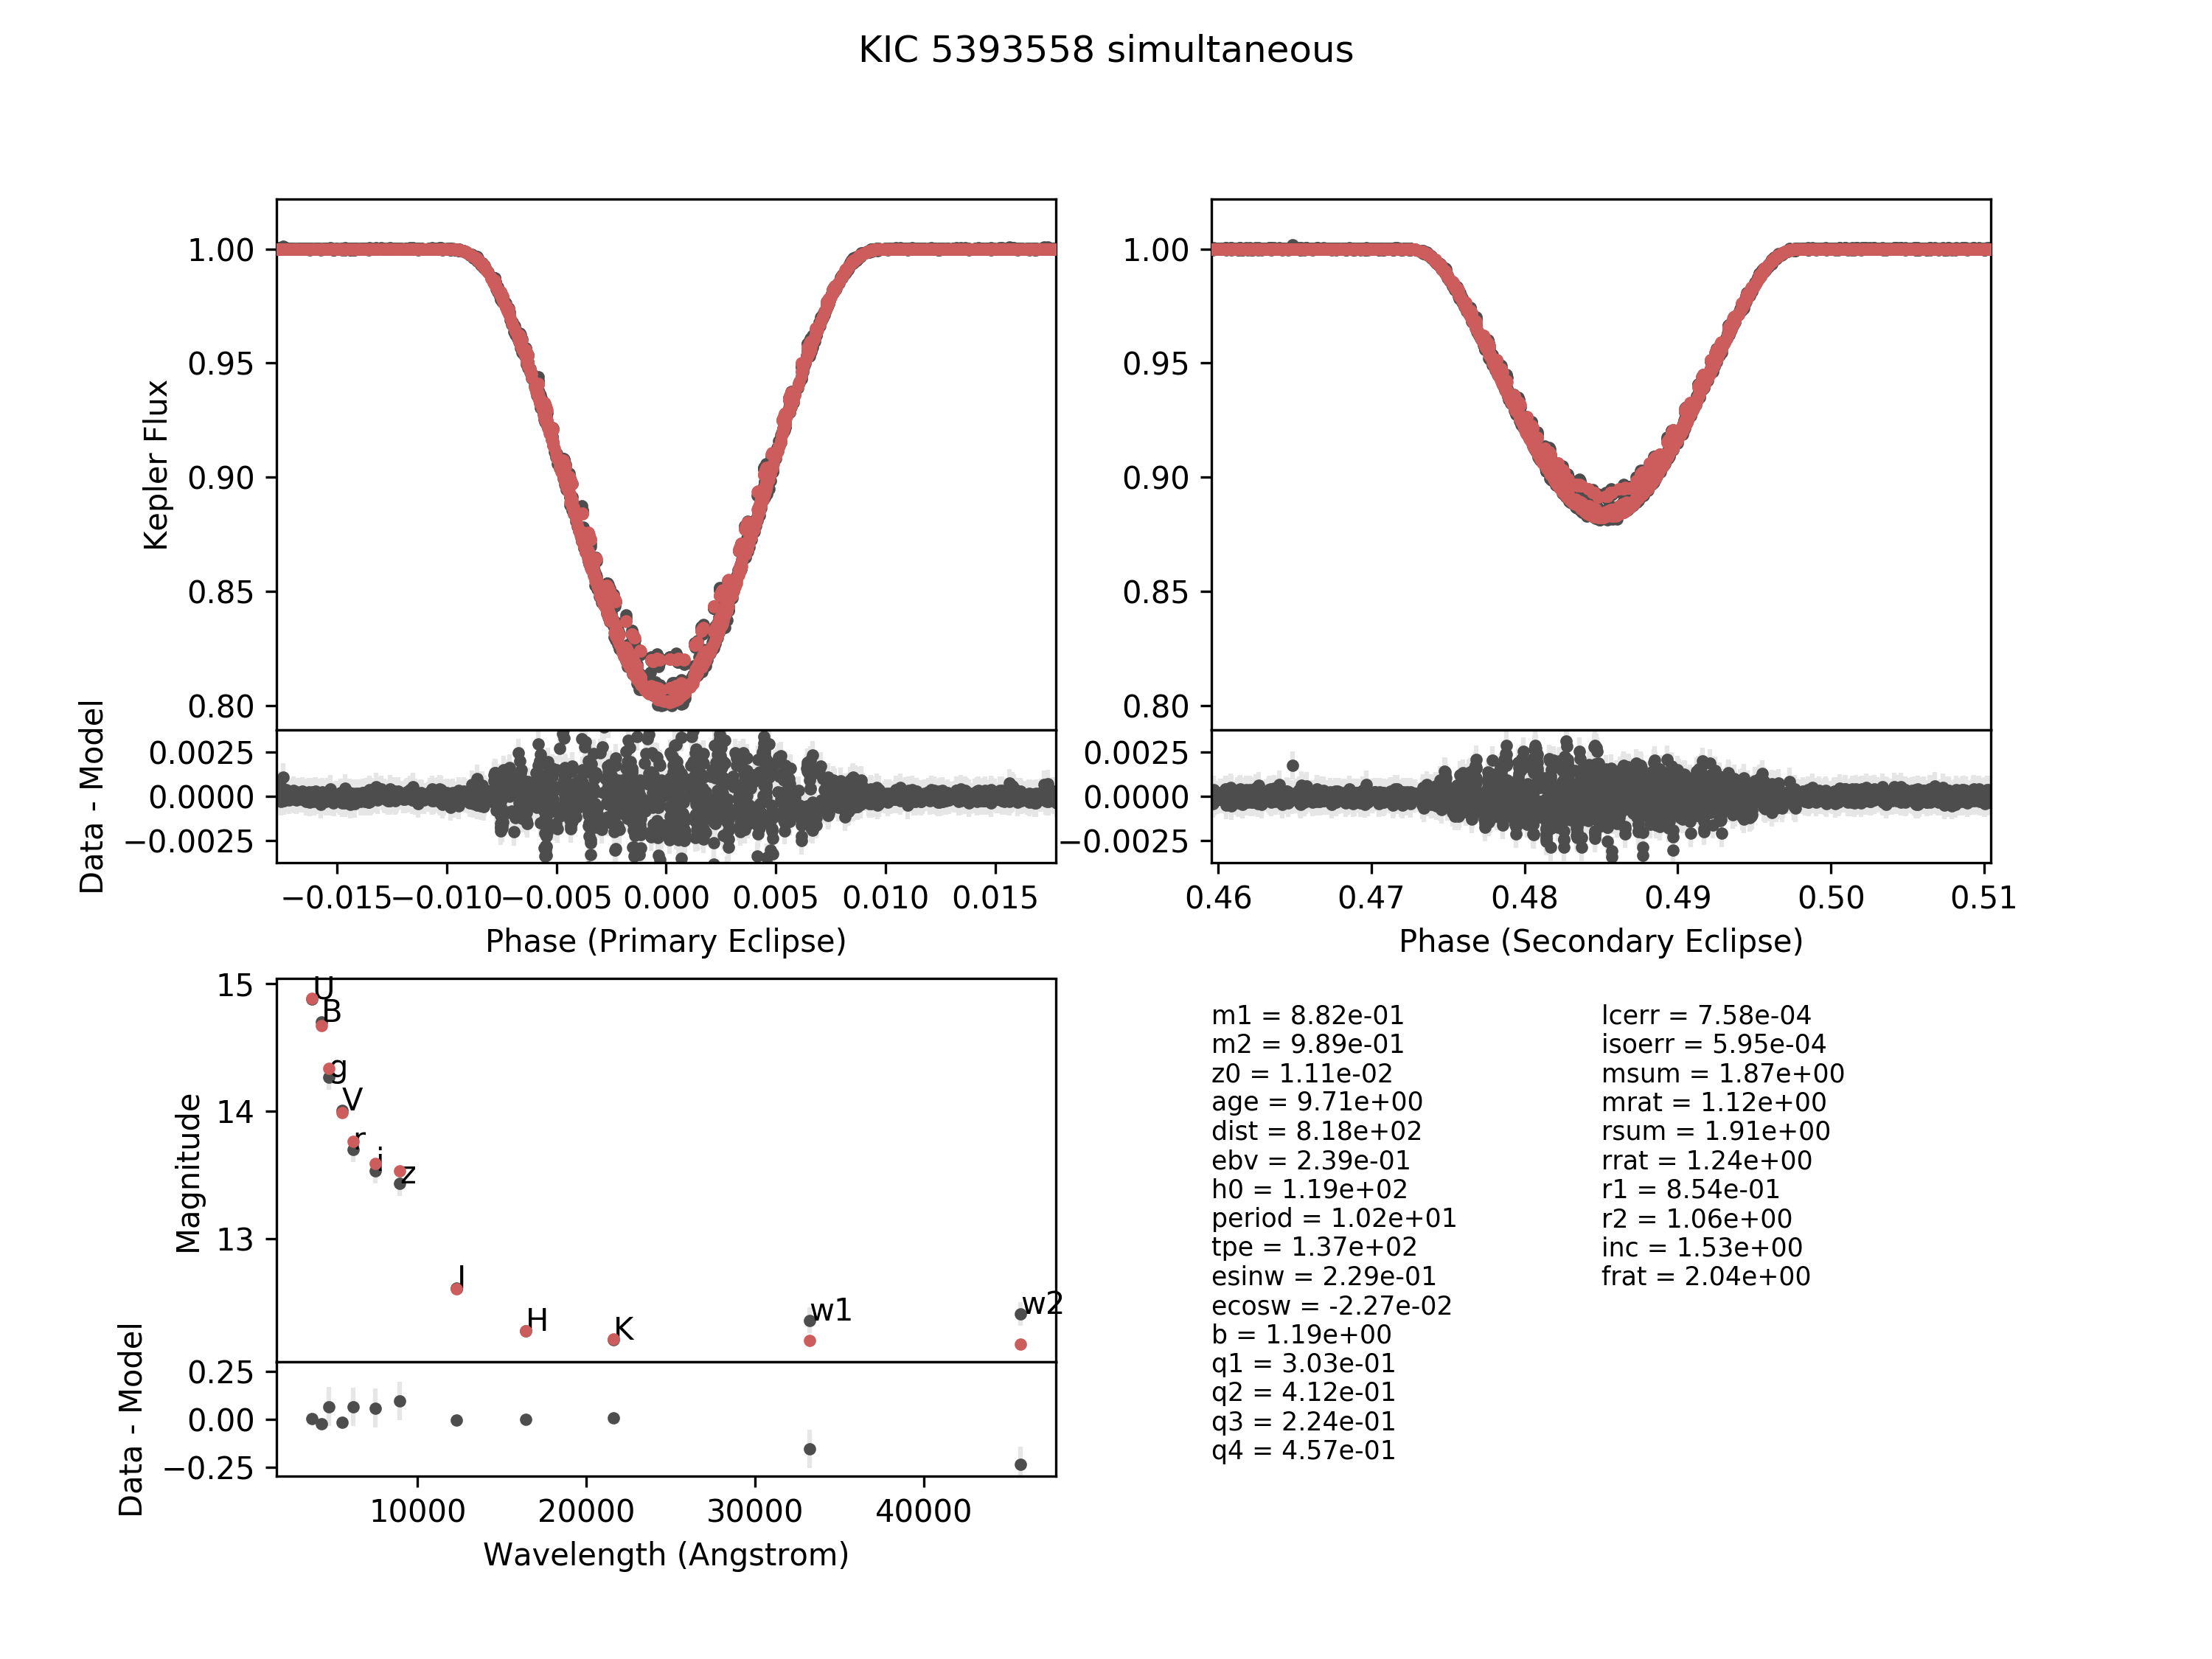 KIC 5393558 simultaneous
1.00
0.95
0.90
0.85
0.80
Kepler Flux
1.00
0.95
0.90
0.85
0.80
0.0025
0.0000
−0.0025
Data - Model
0.0025
0.0000
−0.0025
−0.015 −0.010 −0.005 0.000 0.005 0.010 0.015
Phase (Primary Eclipse)
0.46 0.47 0.48 0.49 0.50 0.51
Phase (Secondary Eclipse)
15
14
13
Magnitude
U
B
g
V
r
i
z
J
H
K
w1
w2
0.25
0.00
−0.25
Data - Model
10000 20000 30000 40000
Wavelength (Angstrom)
m1 = 8.82e-01
m2 = 9.89e-01
z0 = 1.11e-02
age = 9.71e+00
dist = 8.18e+02
ebv = 2.39e-01
h0 = 1.19e+02
period = 1.02e+01
tpe = 1.37e+02
esinw = 2.29e-01
ecosw = -2.27e-02
b = 1.19e+00
q1 = 3.03e-01
q2 = 4.12e-01
q3 = 2.24e-01
q4 = 4.57e-01
lcerr = 7.58e-04
isoerr = 5.95e-04
msum = 1.87e+00
mrat = 1.12e+00
rsum = 1.91e+00
rrat = 1.24e+00
r1 = 8.54e-01
r2 = 1.06e+00
inc = 1.53e+00
frat = 2.04e+00